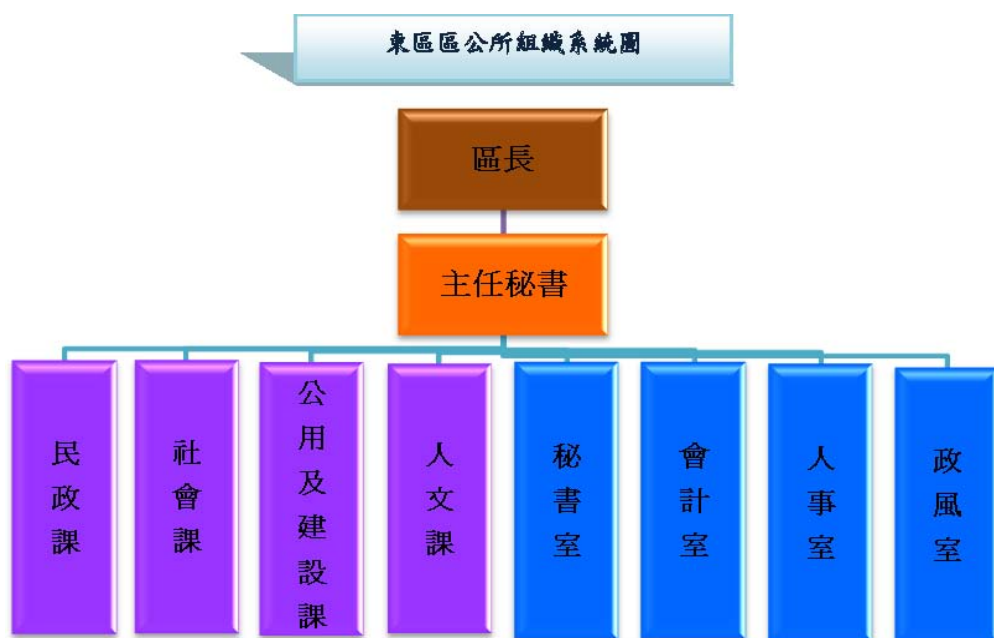 東區區公所組織系統圖
區長
主任秘書
民政課
社會課
公用及建設課
人文課
秘書室
會計室
人事室
政風室